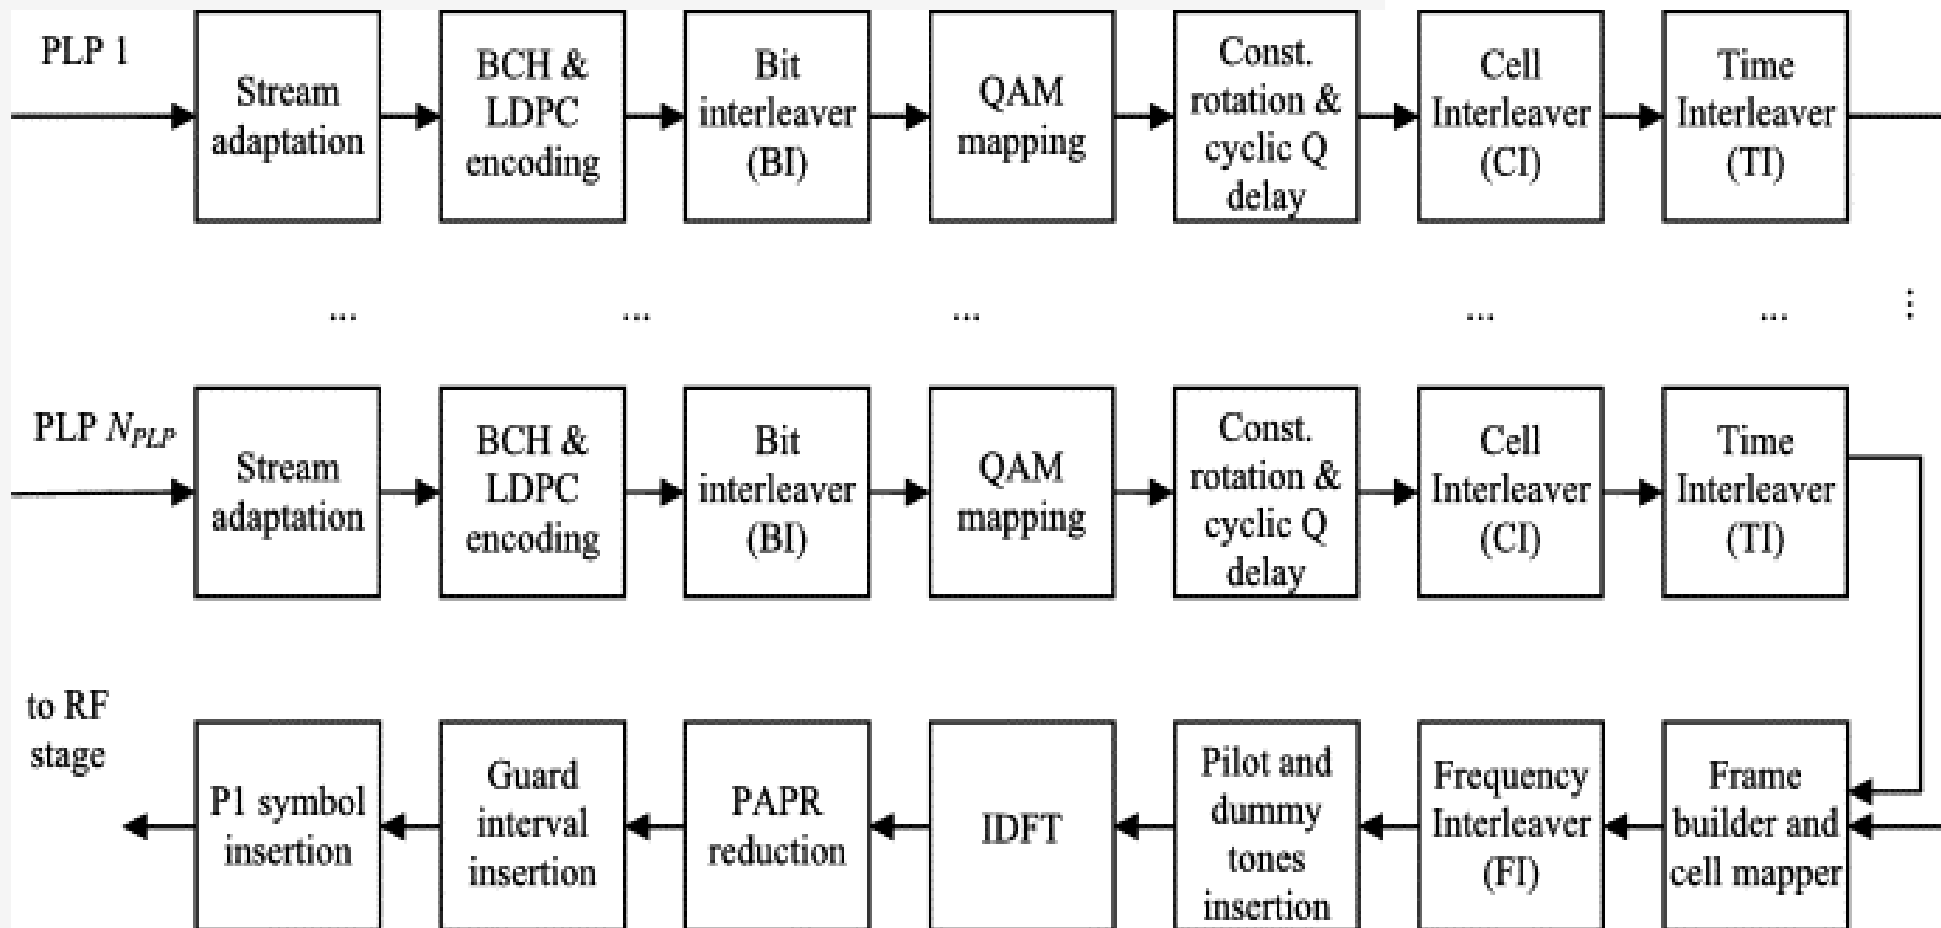 PLP 1
Stream
adaptation
BCH &
LDPC
encoding
Bit
interleaver
(BI)
QAM
mapping
Const.
rotation &
cyclic Q
delay
Cell
Interleaver
(CI)
Time
Interleaver
(TI)
...
...
...
...
...
⋮
PLP N_PLP
Stream
adaptation
BCH &
LDPC
encoding
Bit
interleaver
(BI)
QAM
mapping
Const.
rotation &
cyclic Q
delay
Cell
Interleaver
(CI)
Time
Interleaver
(TI)
to RF
stage
P1 symbol
insertion
Guard
interval
insertion
PAPR
reduction
IDFT
Pilot and
dummy
tones
insertion
Frequency
Interleaver
(FI)
Frame
builder and
cell mapper